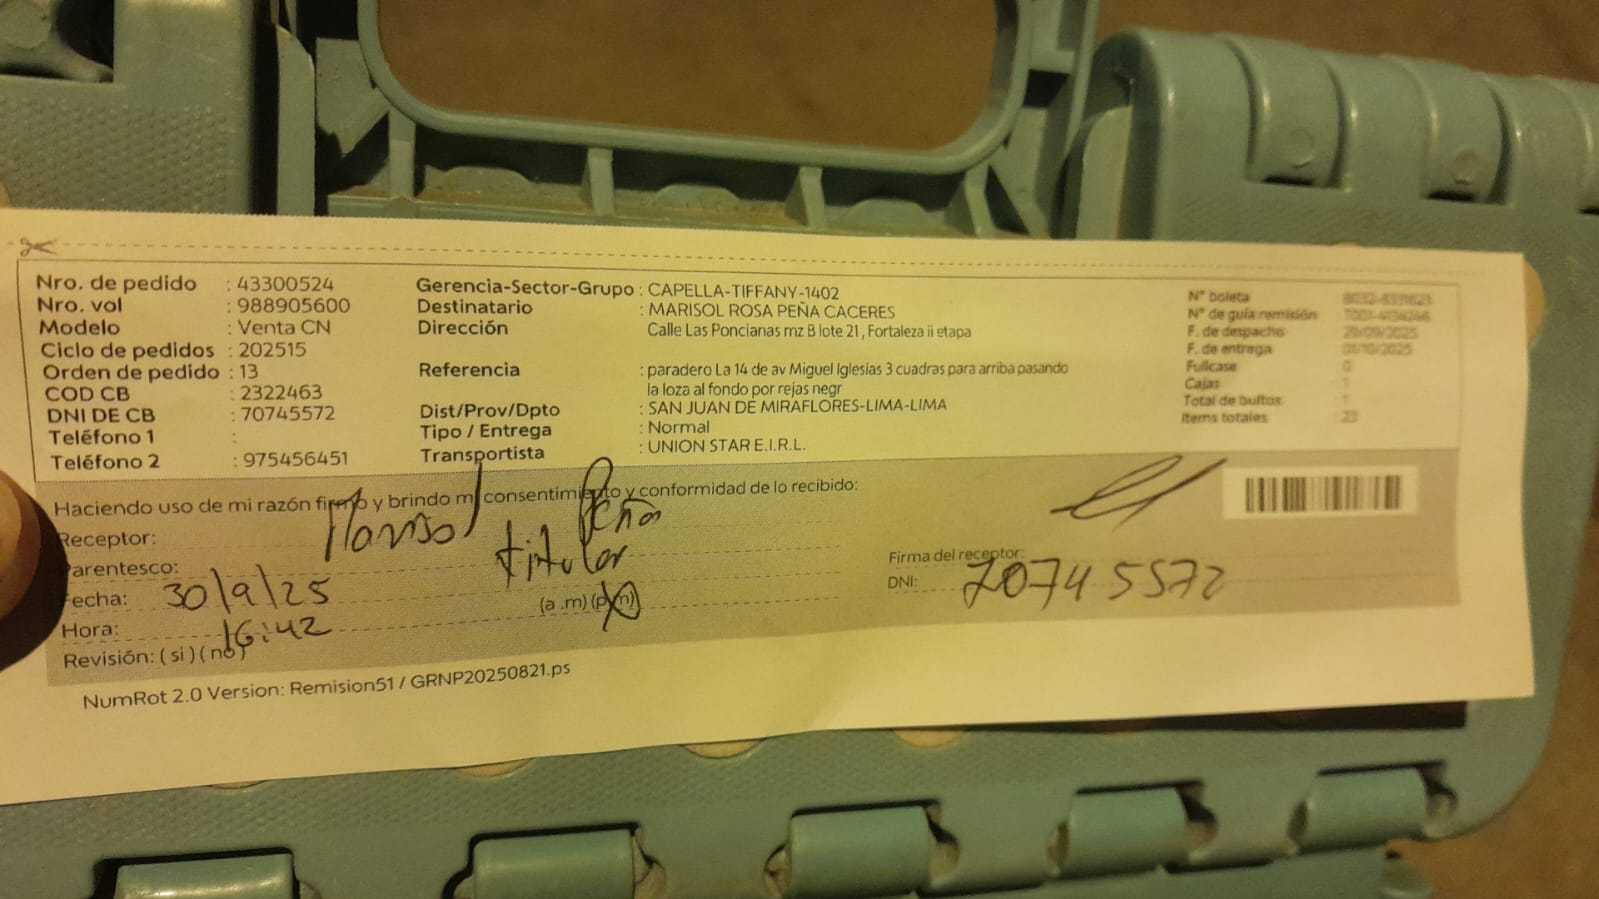 Nro. de pedido : 43300524
Nro. vol : 988905600
Modelo : Venta CN
Ciclo de pedidos : 202515
Orden de pedido : 13
COD CB : 2322463
DNI DE CB : 70745572
Teléfono 1 :
Teléfono 2 : 975456451
Gerencia-Sector-Grupo : CAPELLA-TIFFANY-1402
Destinatario : MARISOL ROSA PEÑA CACERES
Dirección Calle Las Poncianas mz B lote 21 , Fortaleza ii etapa
Referencia : paradero La 14 de av Miguel Iglesias 3 cuadras para arriba pasando
la loza al fondo por rejas negr
Dist/Prov/Dpto : SAN JUAN DE MIRAFLORES-LIMA-LIMA
Tipo / Entrega : Normal
Transportista : UNION STAR E.I.R.L.
N° boleta
N° de guía remisión
F. de despacho
F. de entrega 01/10/2025
Fullcase 0
Cajas 1
Total de bultos : 1
Items totales : 23
Haciendo uso de mi razón firmo y brindo mi consentimiento y conformidad de lo recibido:
Receptor: Marisol Peña
Parentesco: titular
Fecha: 30/9/25
Hora: 16:42 (a .m) (p.m)
Revisión: ( si ) ( no )
Firma del receptor:
DNI: 70745572
NumRot 2.0 Version: Remision51 / GRNP20250821.ps